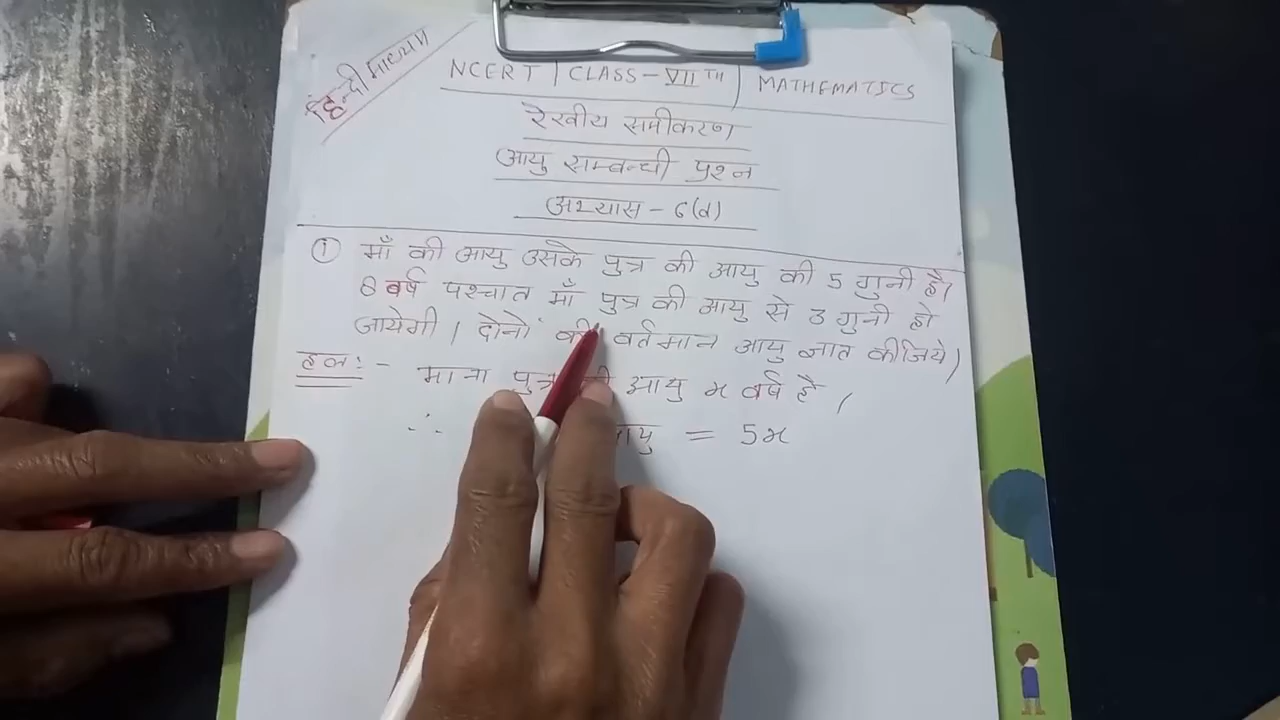 हिन्दी माध्यम
NCERT | CLASS - VII TH | MATHEMATICS
रेखीय समीकरण
आयु सम्बन्धी प्रश्न
अभ्यास - 6(d)
① माँ की आयु उसके पुत्र की आयु की 5 गुनी है।
8 वर्ष पश्चात माँ पुत्र की आयु से 3 गुनी हो
जायेगी। दोनों की वर्तमान आयु ज्ञात कीजिये।
हल :- माना पुत्र की आयु x वर्ष है।
∴ आयु = 5x